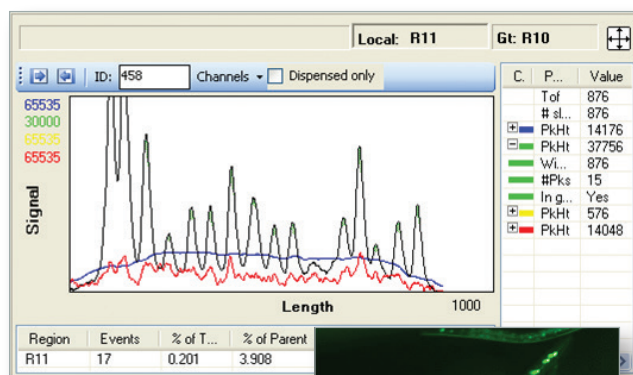 Local: R11 Gt: R10
ID: 458 Channels Dispensed only
C. P... Value
Tof 876
# sl... 876
PkHt 14176
PkHt 37756
Wi... 876
#Pks 15
In g... Yes
PkHt 576
PkHt 14048
65535
30000
65535
65535
Signal
Length 1000
Region Events % of T... % of Parent
R11 17 0.201 3.908